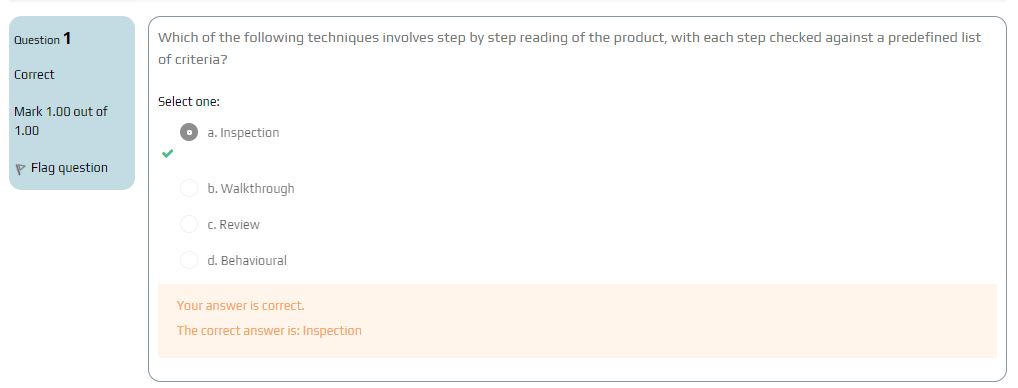 Question 1
Correct
Mark 1.00 out of
1.00
Flag question
Which of the following techniques involves step by step reading of the product, with each step checked against a predefined list
of criteria?
Select one:
a. Inspection
b. Walkthrough
c. Review
d. Behavioural
Your answer is correct.
The correct answer is: Inspection